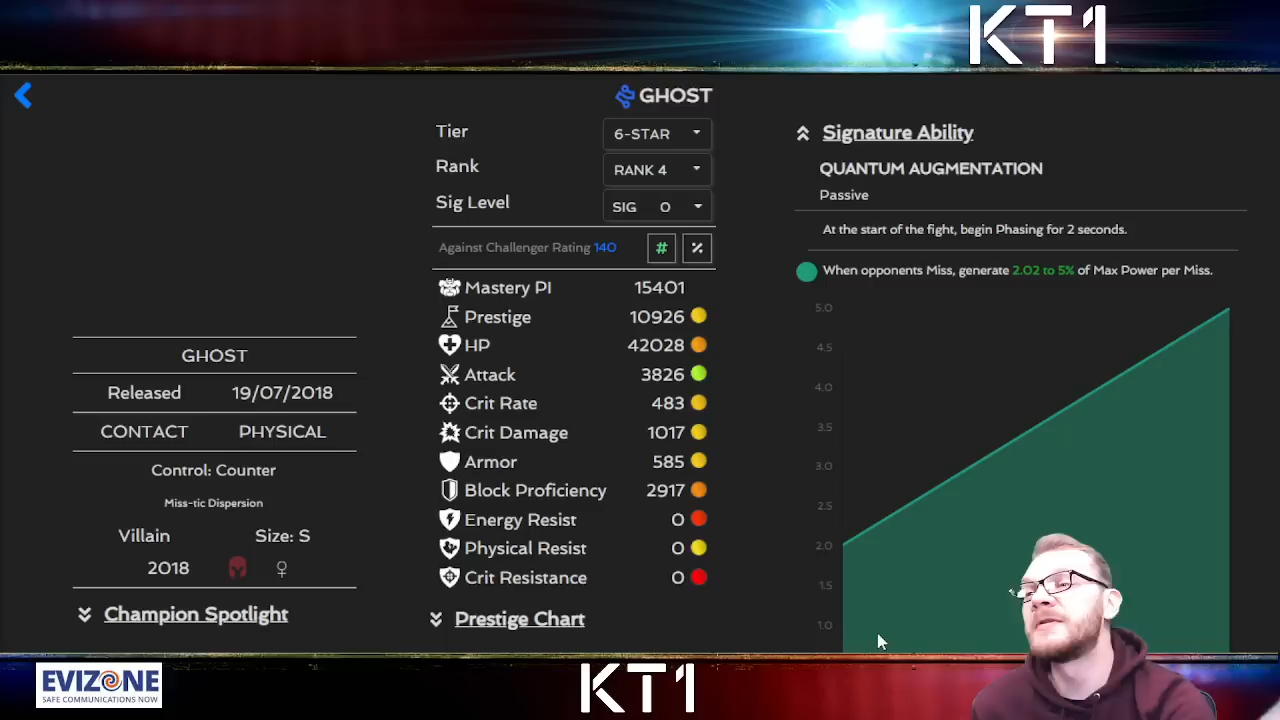 KT1
GHOST
Tier
6-STAR
Rank
RANK 4
Sig Level
SIG 0
Against Challenger Rating 140
#
%
Mastery PI 15401
Prestige 10926
HP 42028
Attack 3826
Crit Rate 483
Crit Damage 1017
Armor 585
Block Proficiency 2917
Energy Resist 0
Physical Resist 0
Crit Resistance 0
Prestige Chart
GHOST
Released 19/07/2018
CONTACT PHYSICAL
Control: Counter
Miss-tic Dispersion
Villain Size: S
2018 ♀
Champion Spotlight
Signature Ability
QUANTUM AUGMENTATION
Passive
At the start of the fight, begin Phasing for 2 seconds.
When opponents Miss, generate 2.02 to 5% of Max Power per Miss.
5.0
4.5
4.0
3.5
3.0
2.5
2.0
1.5
1.0
EVIZONE
SAFE COMMUNICATIONS NOW
KT1